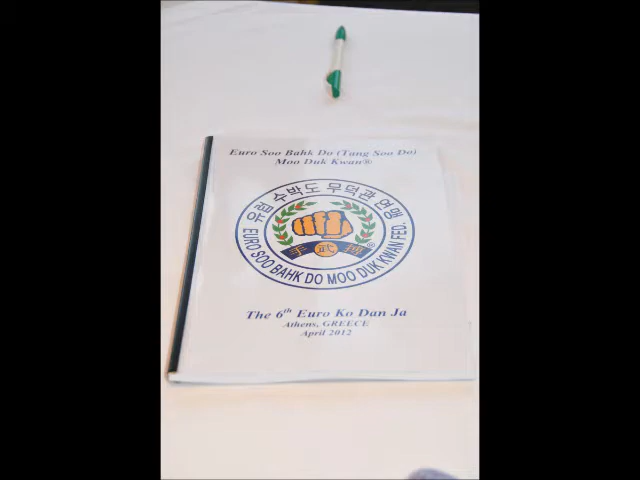 Euro Soo Bahk Do (Tang Soo Do)
Moo Duk Kwan®
유럽 수박도 무덕관 연맹
手 武 搏
®
EURO SOO BAHK DO MOO DUK KWAN FED.
The 6th Euro Ko Dan Ja
Athens, GREECE
April 2012